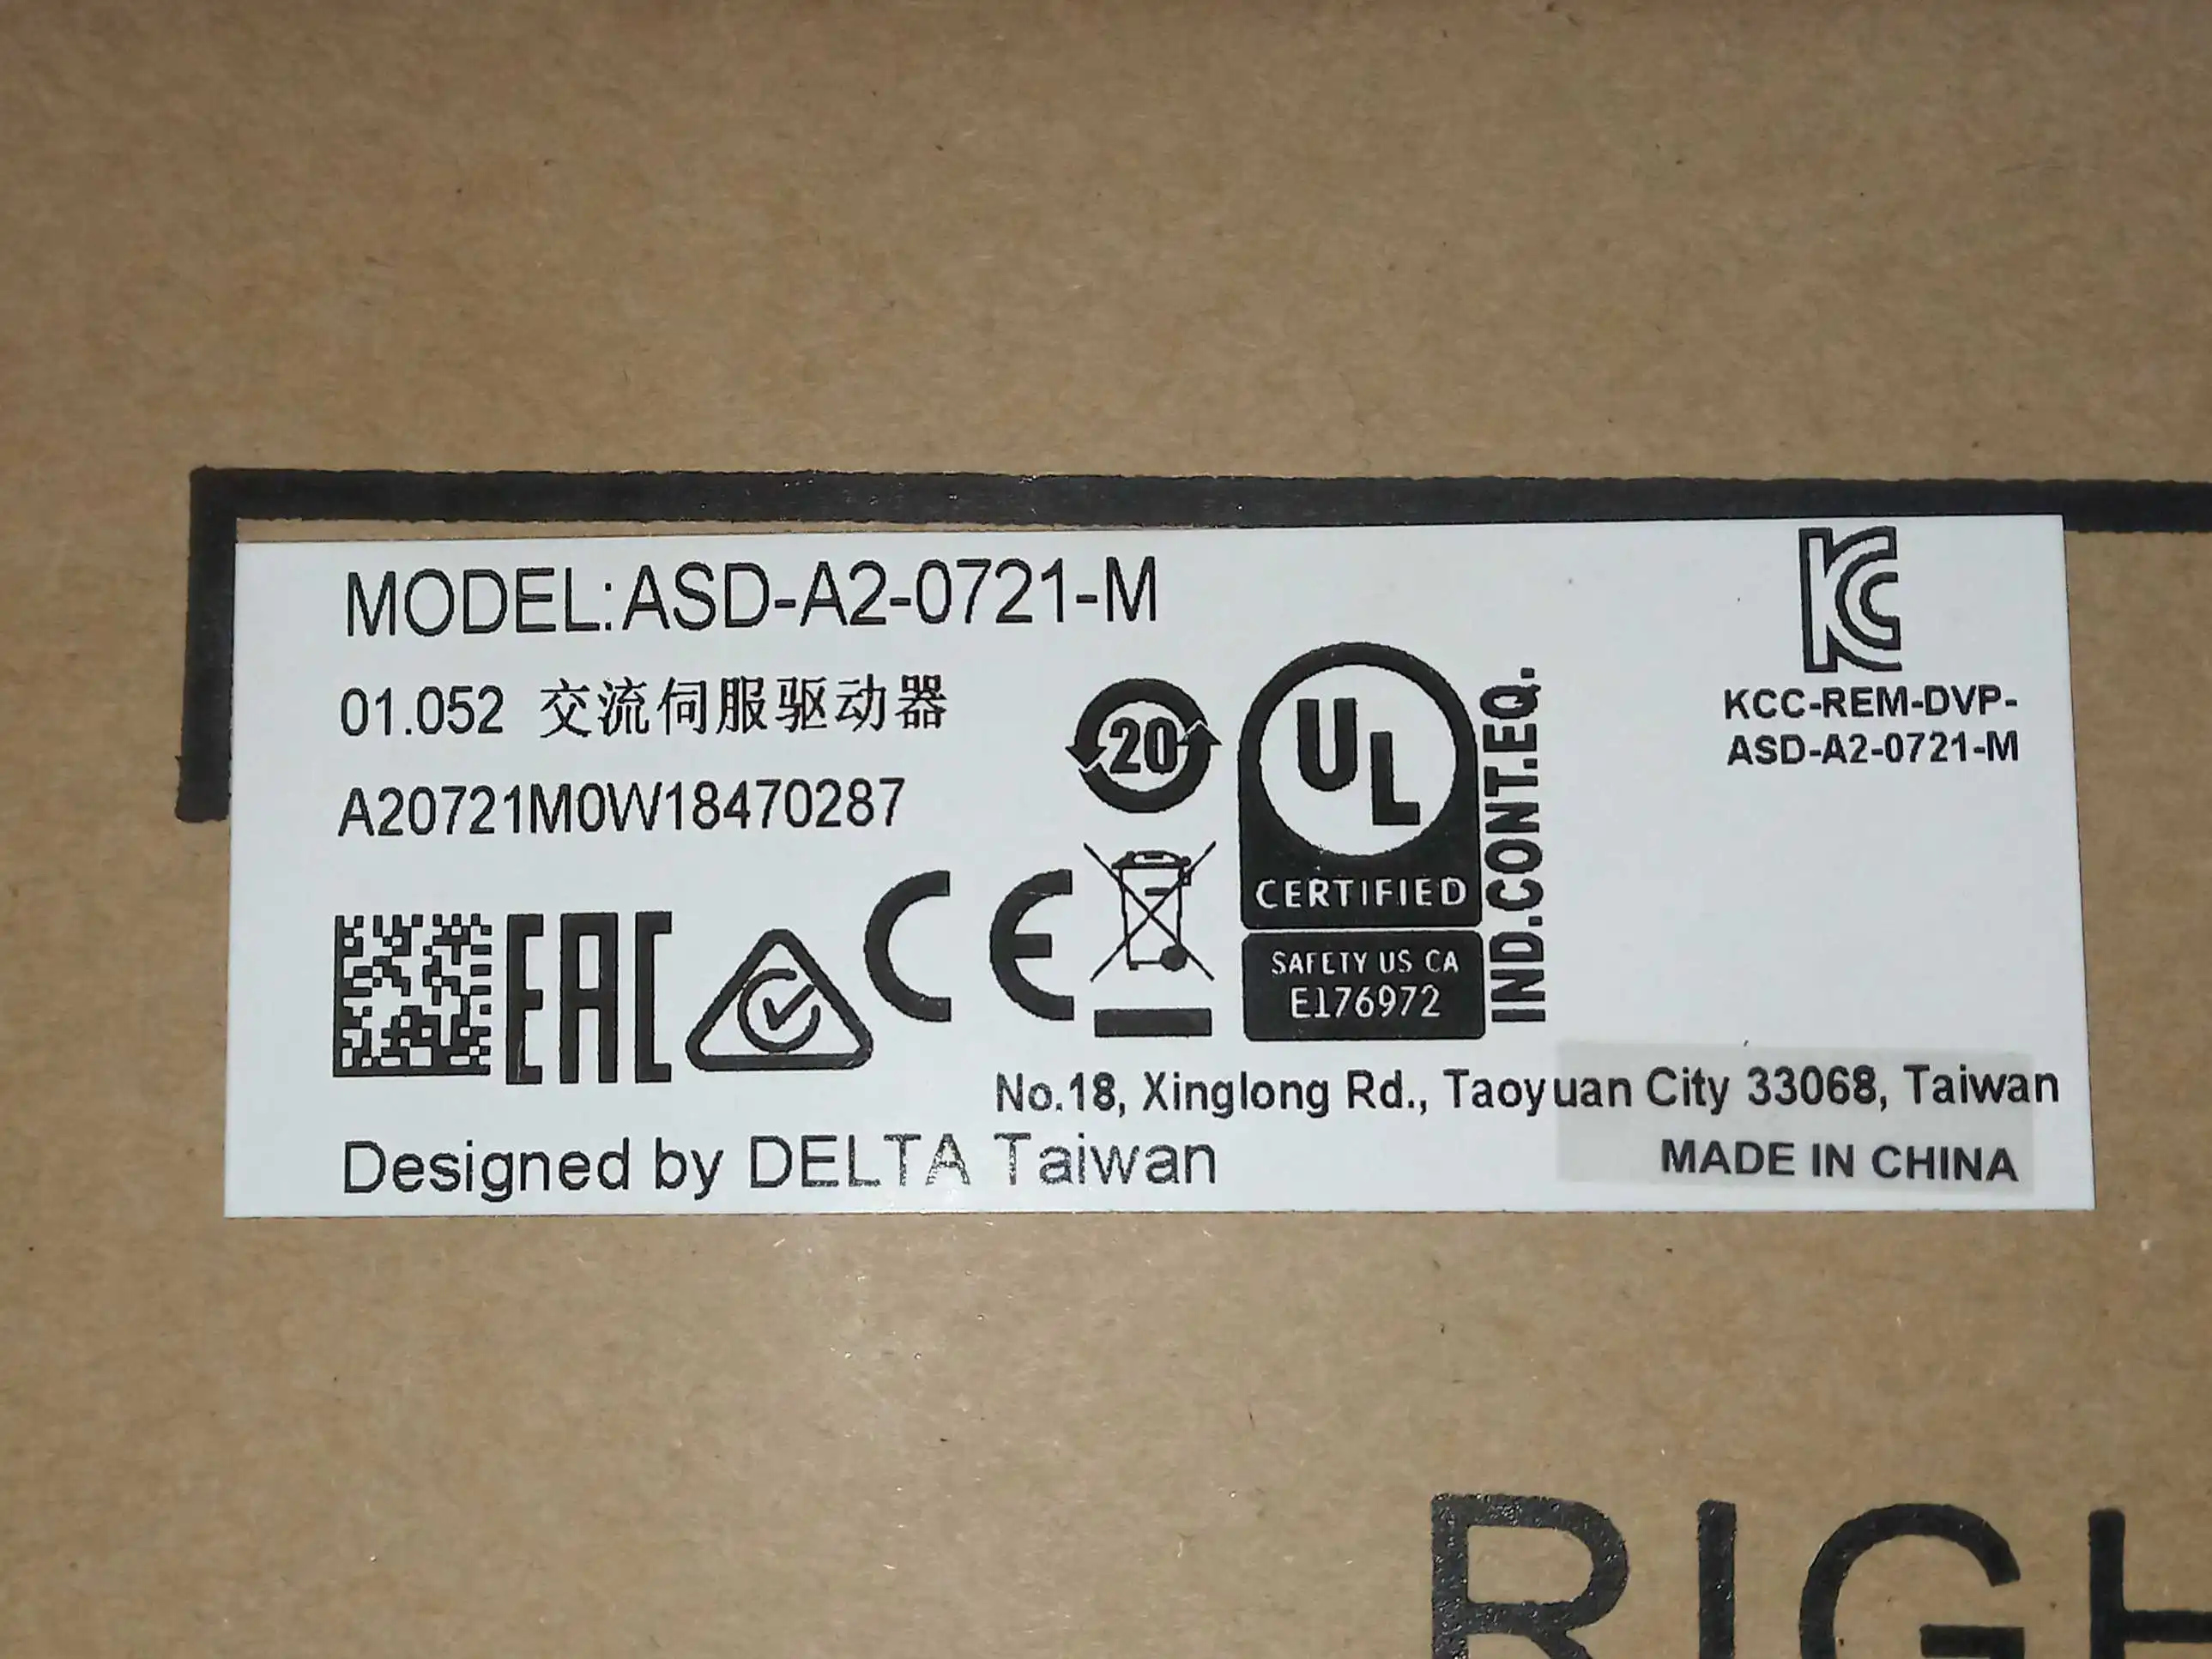 MODEL:ASD-A2-0721-M
01.052 交流伺服驱动器
A20721M0W18470287
EAC
CE
20
UL
CERTIFIED
SAFETY US CA
E176972
IND.CONT.EQ.
KC
KCC-REM-DVP-
ASD-A2-0721-M
No.18, Xinglong Rd., Taoyuan City 33068, Taiwan
Designed by DELTA Taiwan
MADE IN CHINA
RIGH